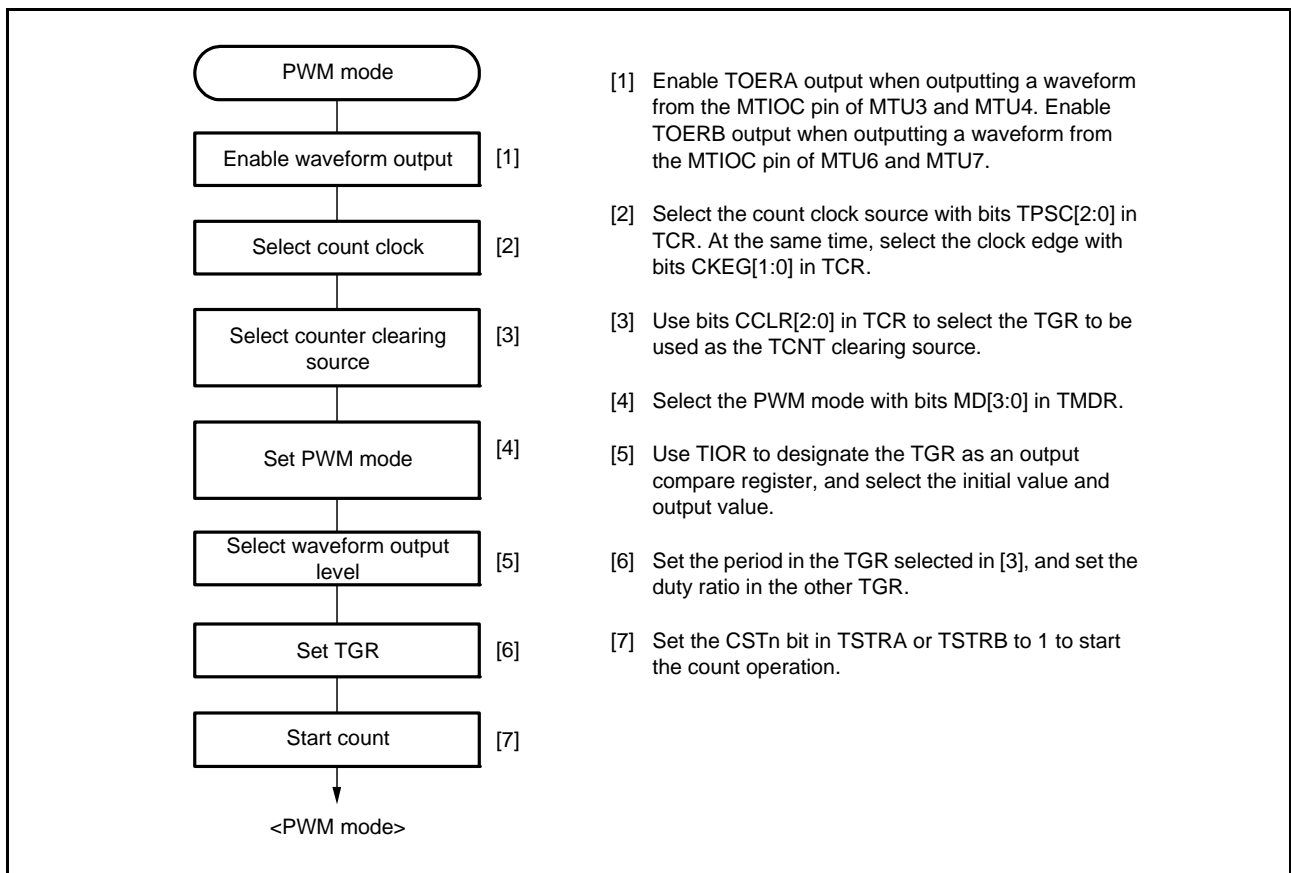 PWM mode
Enable waveform output [1]
Select count clock [2]
Select counter clearing
source
[3]
Set PWM mode [4]
Select waveform output
level
[5]
Set TGR [6]
Start count [7]
<PWM mode>
[1] Enable TOERA output when outputting a waveform
from the MTIOC pin of MTU3 and MTU4. Enable
TOERB output when outputting a waveform from
the MTIOC pin of MTU6 and MTU7.
[2] Select the count clock source with bits TPSC[2:0] in
TCR. At the same time, select the clock edge with
bits CKEG[1:0] in TCR.
[3] Use bits CCLR[2:0] in TCR to select the TGR to be
used as the TCNT clearing source.
[4] Select the PWM mode with bits MD[3:0] in TMDR.
[5] Use TIOR to designate the TGR as an output
compare register, and select the initial value and
output value.
[6] Set the period in the TGR selected in [3], and set the
duty ratio in the other TGR.
[7] Set the CSTn bit in TSTRA or TSTRB to 1 to start
the count operation.